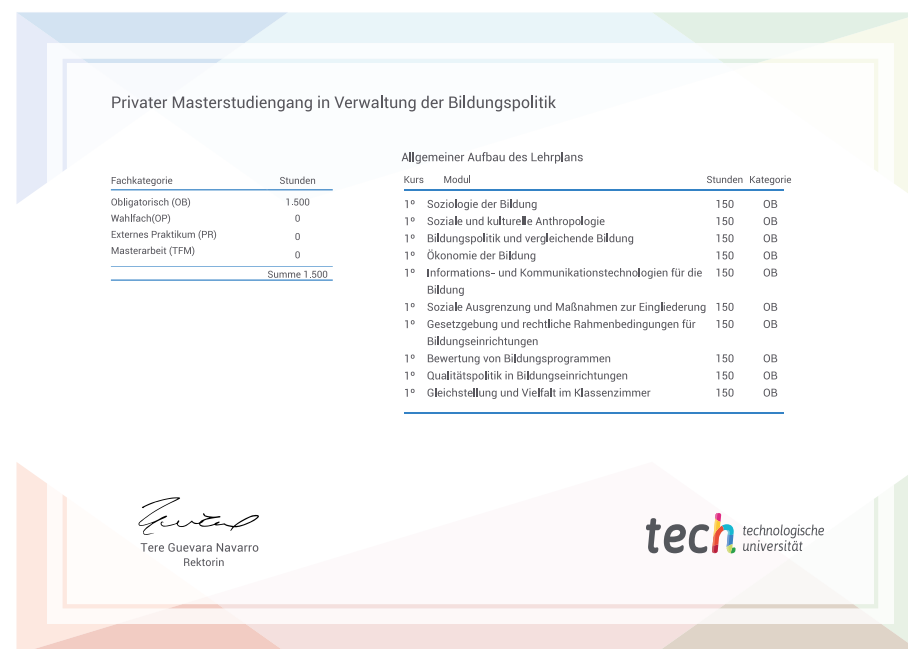 Privater Masterstudiengang in Verwaltung der Bildungspolitik
Fachkategorie Stunden
Obligatorisch (OB) 1.500
Wahlfach(OP) 0
Externes Praktikum (PR) 0
Masterarbeit (TFM) 0
Summe 1.500
Allgemeiner Aufbau des Lehrplans
Kurs Modul Stunden Kategorie
1º Soziologie der Bildung 150 OB
1º Soziale und kulturelle Anthropologie 150 OB
1º Bildungspolitik und vergleichende Bildung 150 OB
1º Ökonomie der Bildung 150 OB
1º Informations- und Kommunikationstechnologien für die 150 OB
Bildung
1º Soziale Ausgrenzung und Maßnahmen zur Eingliederung 150 OB
1º Gesetzgebung und rechtliche Rahmenbedingungen für 150 OB
Bildungseinrichtungen
1º Bewertung von Bildungsprogrammen 150 OB
1º Qualitätspolitik in Bildungseinrichtungen 150 OB
1º Gleichstellung und Vielfalt im Klassenzimmer 150 OB
Tere Guevara Navarro
Rektorin
tech technologische
universität